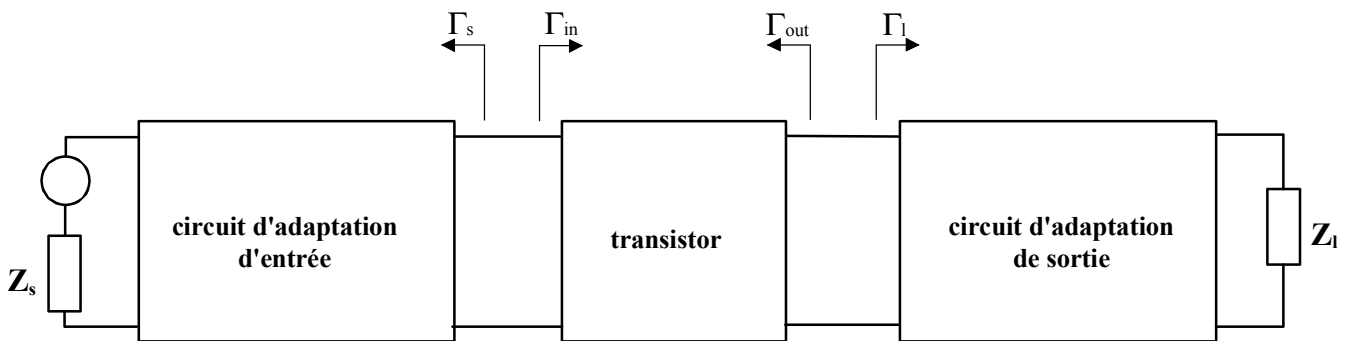 Γs
Γin
Γout
Γl
circuit d'adaptation
d'entrée
transistor
circuit d'adaptation
de sortie
Zs
Zl